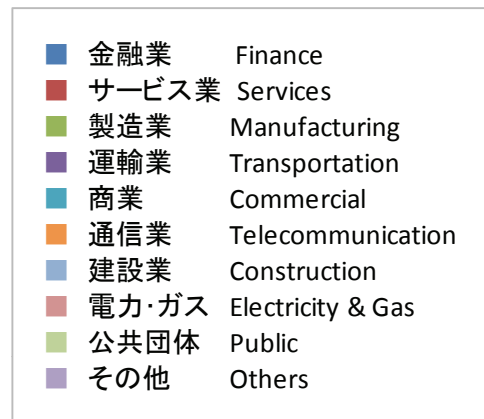 金融業 Finance
サービス業 Services
製造業 Manufacturing
運輸業 Transportation
商業 Commercial
通信業 Telecommunication
建設業 Construction
電力・ガス Electricity & Gas
公共団体 Public
その他 Others